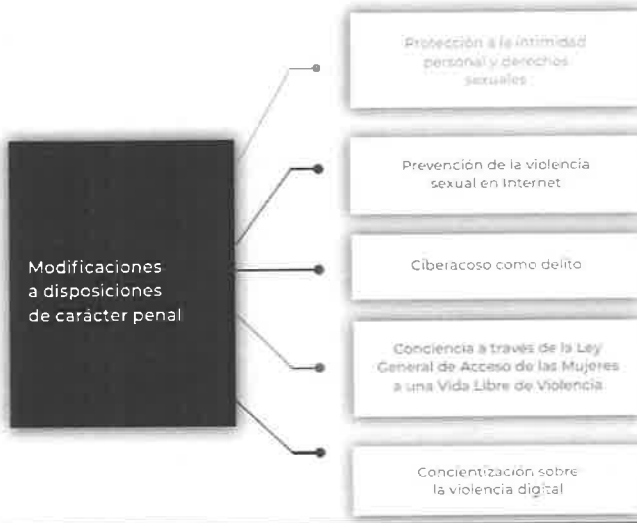 Protección a la intimidad
personal y derechos
sexuales
Prevención de la violencia
sexual en Internet
Modificaciones
a disposiciones
de carácter penal
Ciberacoso como delito
Conciencia a través de la Ley
General de Acceso de las Mujeres
a una Vida Libre de Violencia
Concientización sobre
la violencia digital